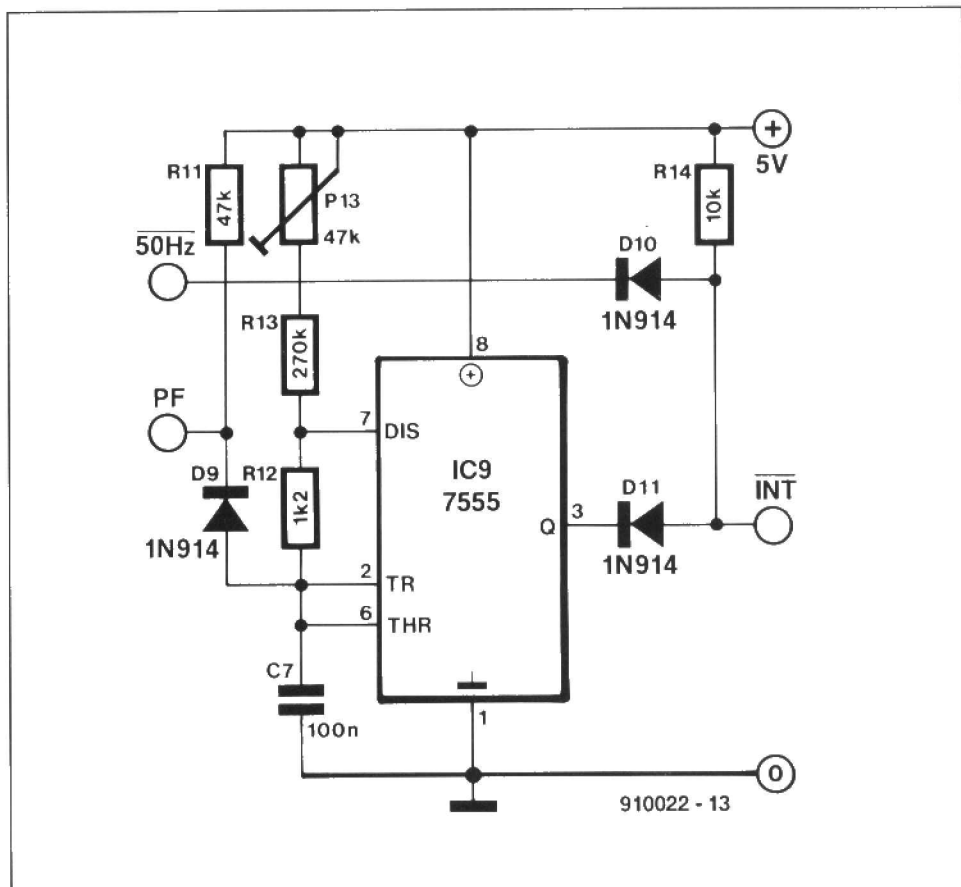 R11
47k
P13
47k
R14
10k
5V
50Hz
D10
1N914
R13
270k
8
PF
7
DIS
D9
R12
1k2
1N914
IC9
7555
D11
INT
3
Q
1N914
2
TR
6
THR
C7
100n
1
0
910022 - 13